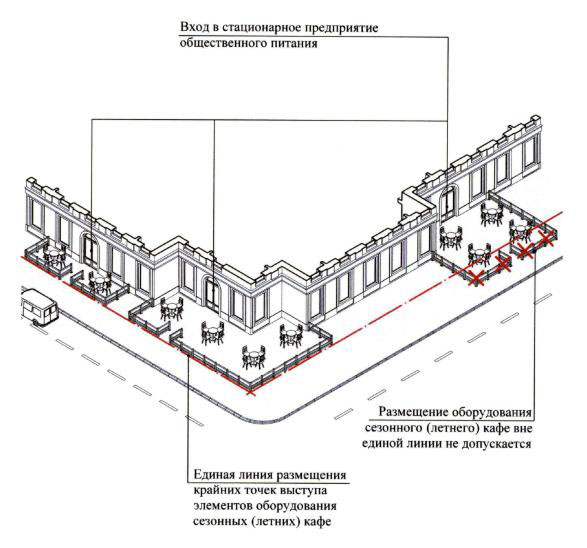 Вход в стационарное предприятие
общественного питания
Размещение оборудования
сезонного (летнего) кафе вне
единой линии не допускается
Единая линия размещения
крайних точек выступа
элементов оборудования
сезонных (летних) кафе